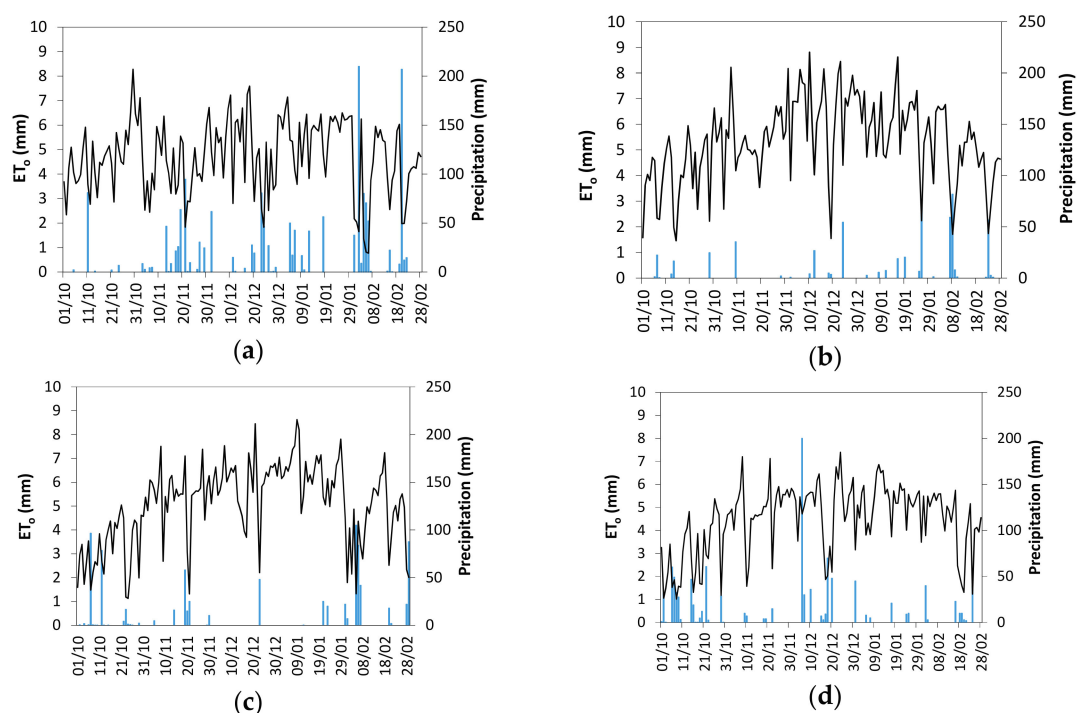 10 9 8 7 6 5 4 3 2 1 0
ETo (mm)
250 200 150 100 50 0
Precipitation (mm)
01/10 11/10 21/10 31/10 10/11 20/11 30/11 10/12 20/12 30/12 09/01 19/01 29/01 08/02 18/02 28/02
(a)
10 9 8 7 6 5 4 3 2 1 0
ETo (mm)
250 200 150 100 50 0
Precipitation (mm)
01/10 11/10 21/10 31/10 10/11 20/11 30/11 10/12 20/12 30/12 09/01 19/01 29/01 08/02 18/02 28/02
(b)
10 9 8 7 6 5 4 3 2 1 0
ETo (mm)
250 200 150 100 50 0
Precipitation (mm)
01/10 11/10 21/10 31/10 10/11 20/11 30/11 10/12 20/12 30/12 09/01 19/01 29/01 08/02 18/02 28/02
(c)
10 9 8 7 6 5 4 3 2 1 0
ETo (mm)
250 200 150 100 50 0
Precipitation (mm)
01/10 11/10 21/10 31/10 10/11 20/11 30/11 10/12 20/12 30/12 09/01 19/01 29/01 08/02 18/02 28/02
(d)